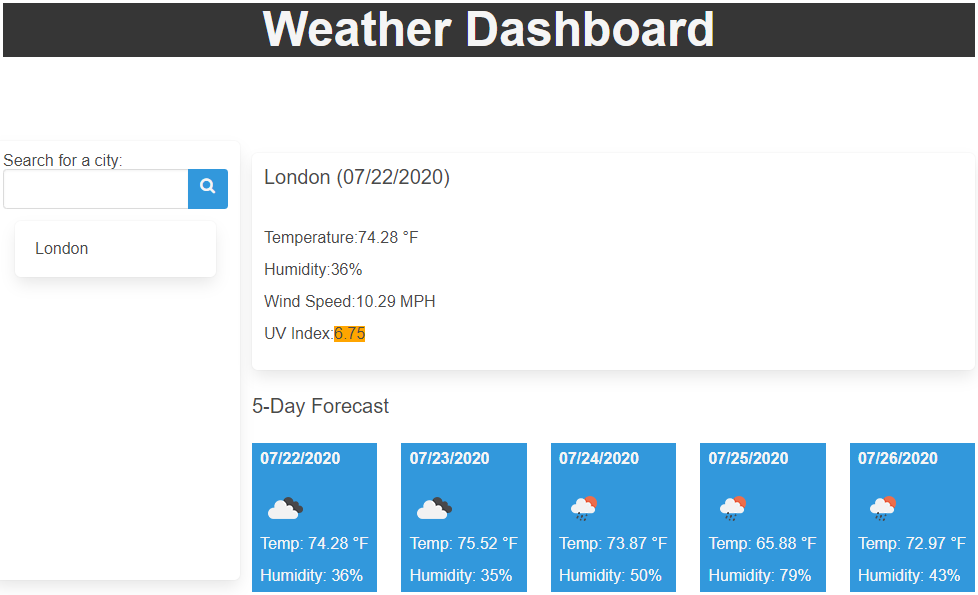 Weather Dashboard
Search for a city:
London
London (07/22/2020)
Temperature:74.28 °F
Humidity:36%
Wind Speed:10.29 MPH
UV Index:6.75
5-Day Forecast
07/22/2020
Temp: 74.28 °F
Humidity: 36%
07/23/2020
Temp: 75.52 °F
Humidity: 35%
07/24/2020
Temp: 73.87 °F
Humidity: 50%
07/25/2020
Temp: 65.88 °F
Humidity: 79%
07/26/2020
Temp: 72.97 °F
Humidity: 43%